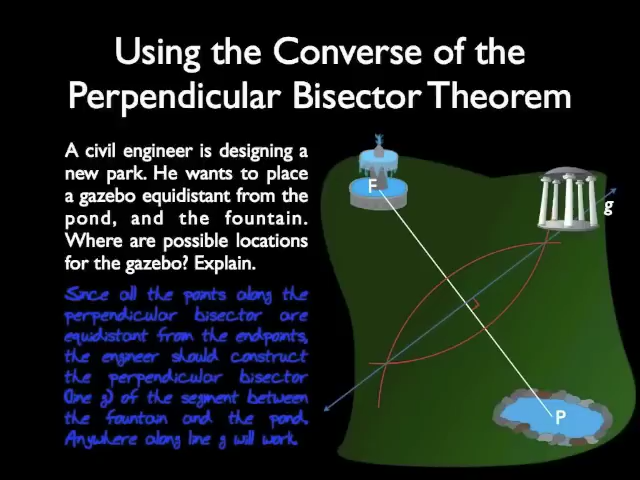 Using the Converse of the
Perpendicular Bisector Theorem
A civil engineer is designing a
new park. He wants to place
a gazebo equidistant from the
pond, and the fountain.
Where are possible locations
for the gazebo? Explain.
Since all the points along the
perpendicular bisector are
equidistant from the endpoints,
the engineer should construct
the perpendicular bisector
(line g) of the segment between
the fountain and the pond.
Anywhere along line g will work.
F
g
P